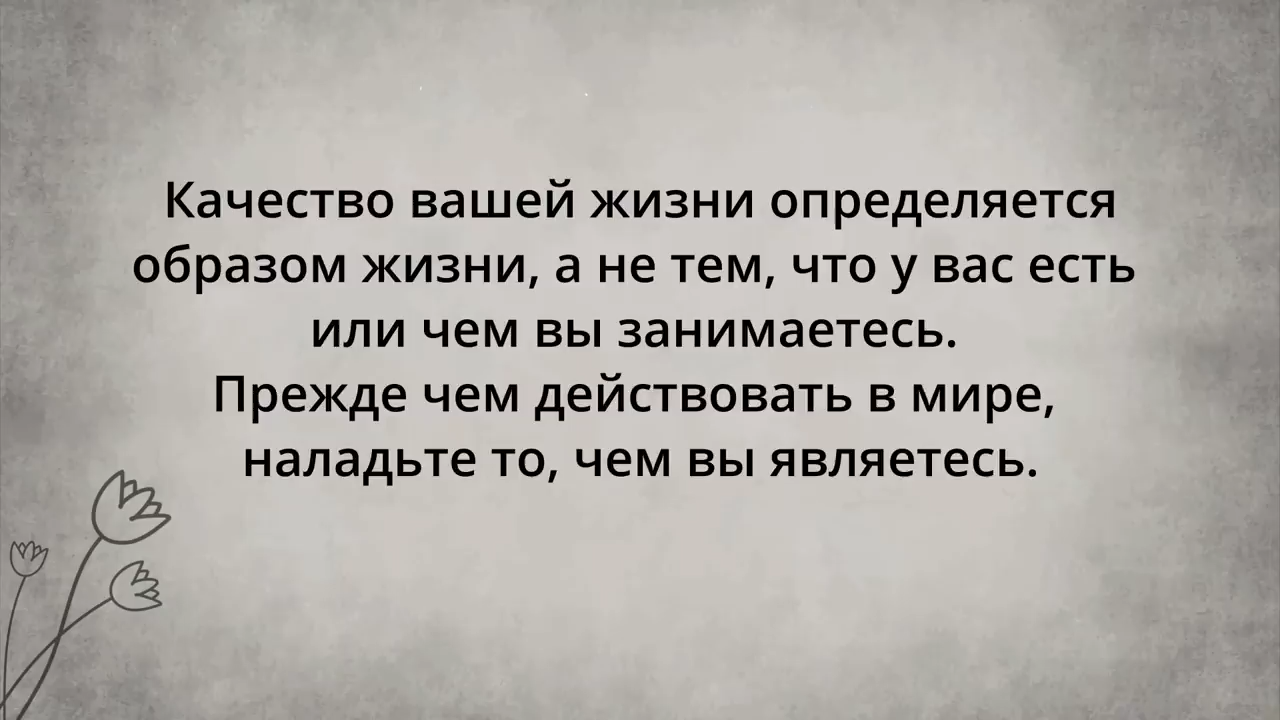 Качество вашей жизни определяется
образом жизни, а не тем, что у вас есть
или чем вы занимаетесь.
Прежде чем действовать в мире,
наладьте то, чем вы являетесь.